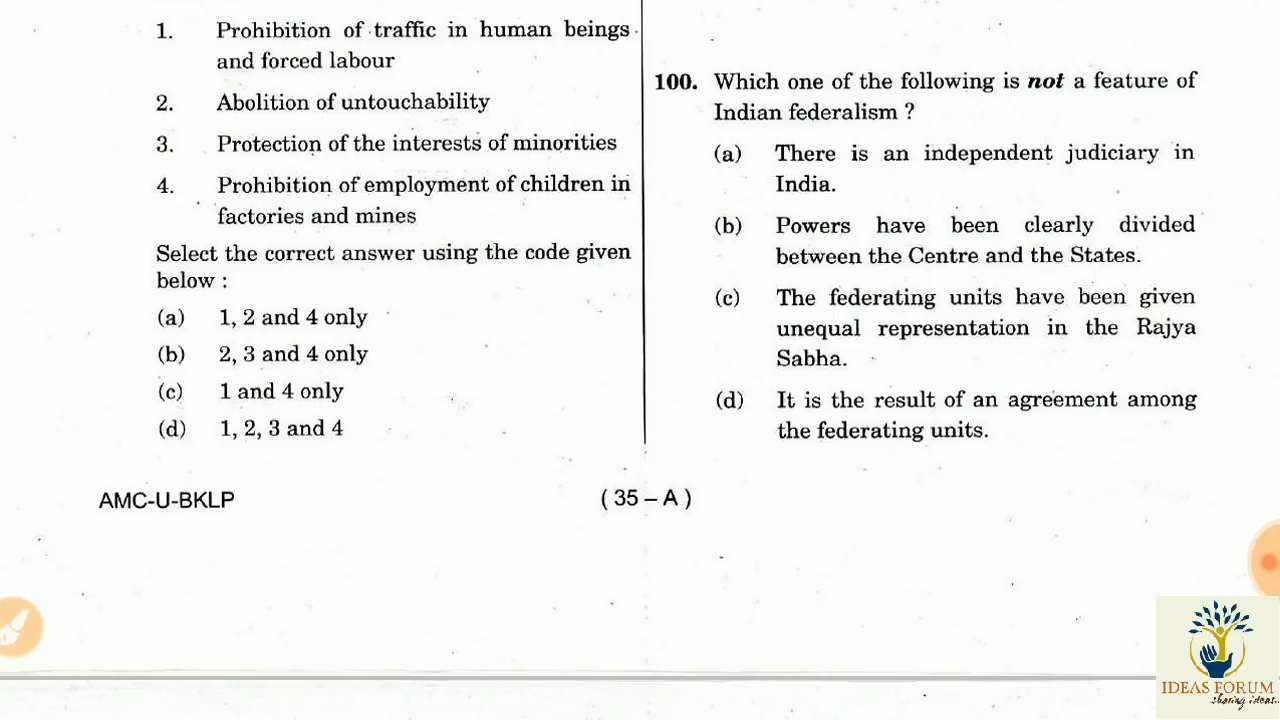 1. Prohibition of traffic in human beings
and forced labour
2. Abolition of untouchability
3. Protection of the interests of minorities
4. Prohibition of employment of children in
factories and mines
Select the correct answer using the code given
below :
(a) 1, 2 and 4 only
(b) 2, 3 and 4 only
(c) 1 and 4 only
(d) 1, 2, 3 and 4
100. Which one of the following is not a feature of
Indian federalism ?
(a) There is an independent judiciary in
India.
(b) Powers have been clearly divided
between the Centre and the States.
(c) The federating units have been given
unequal representation in the Rajya
Sabha.
(d) It is the result of an agreement among
the federating units.
AMC-U-BKLP
( 35 – A )
IDEAS FORUM
sharing ideas...